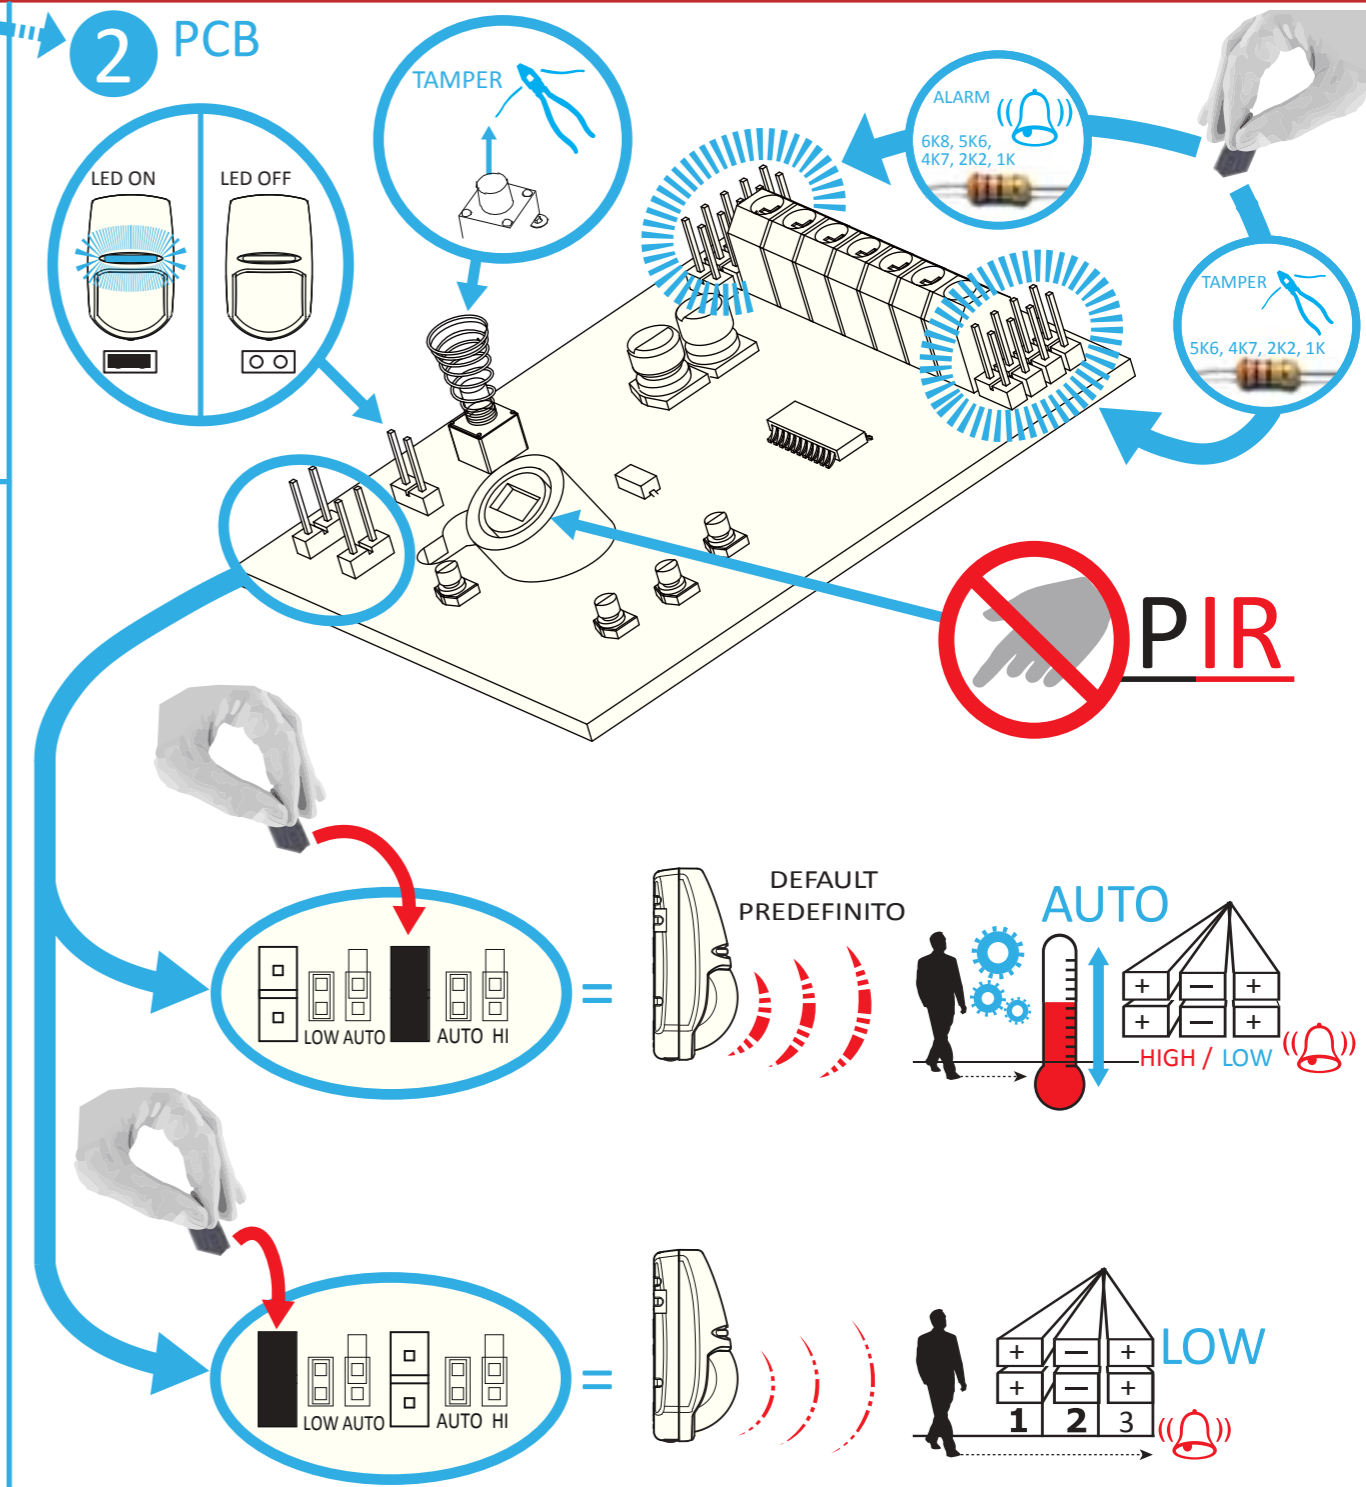 2 PCB
LED ON
LED OFF
TAMPER
ALARM
6K8, 5K6,
4K7, 2K2, 1K
TAMPER
5K6, 4K7, 2K2, 1K
PIR
LOW AUTO
AUTO HI
=
DEFAULT
PREDEFINITO
AUTO
+ — +
+ — +
HIGH / LOW
LOW AUTO
AUTO HI
=
+ — +
LOW
+ — +
1 2 3